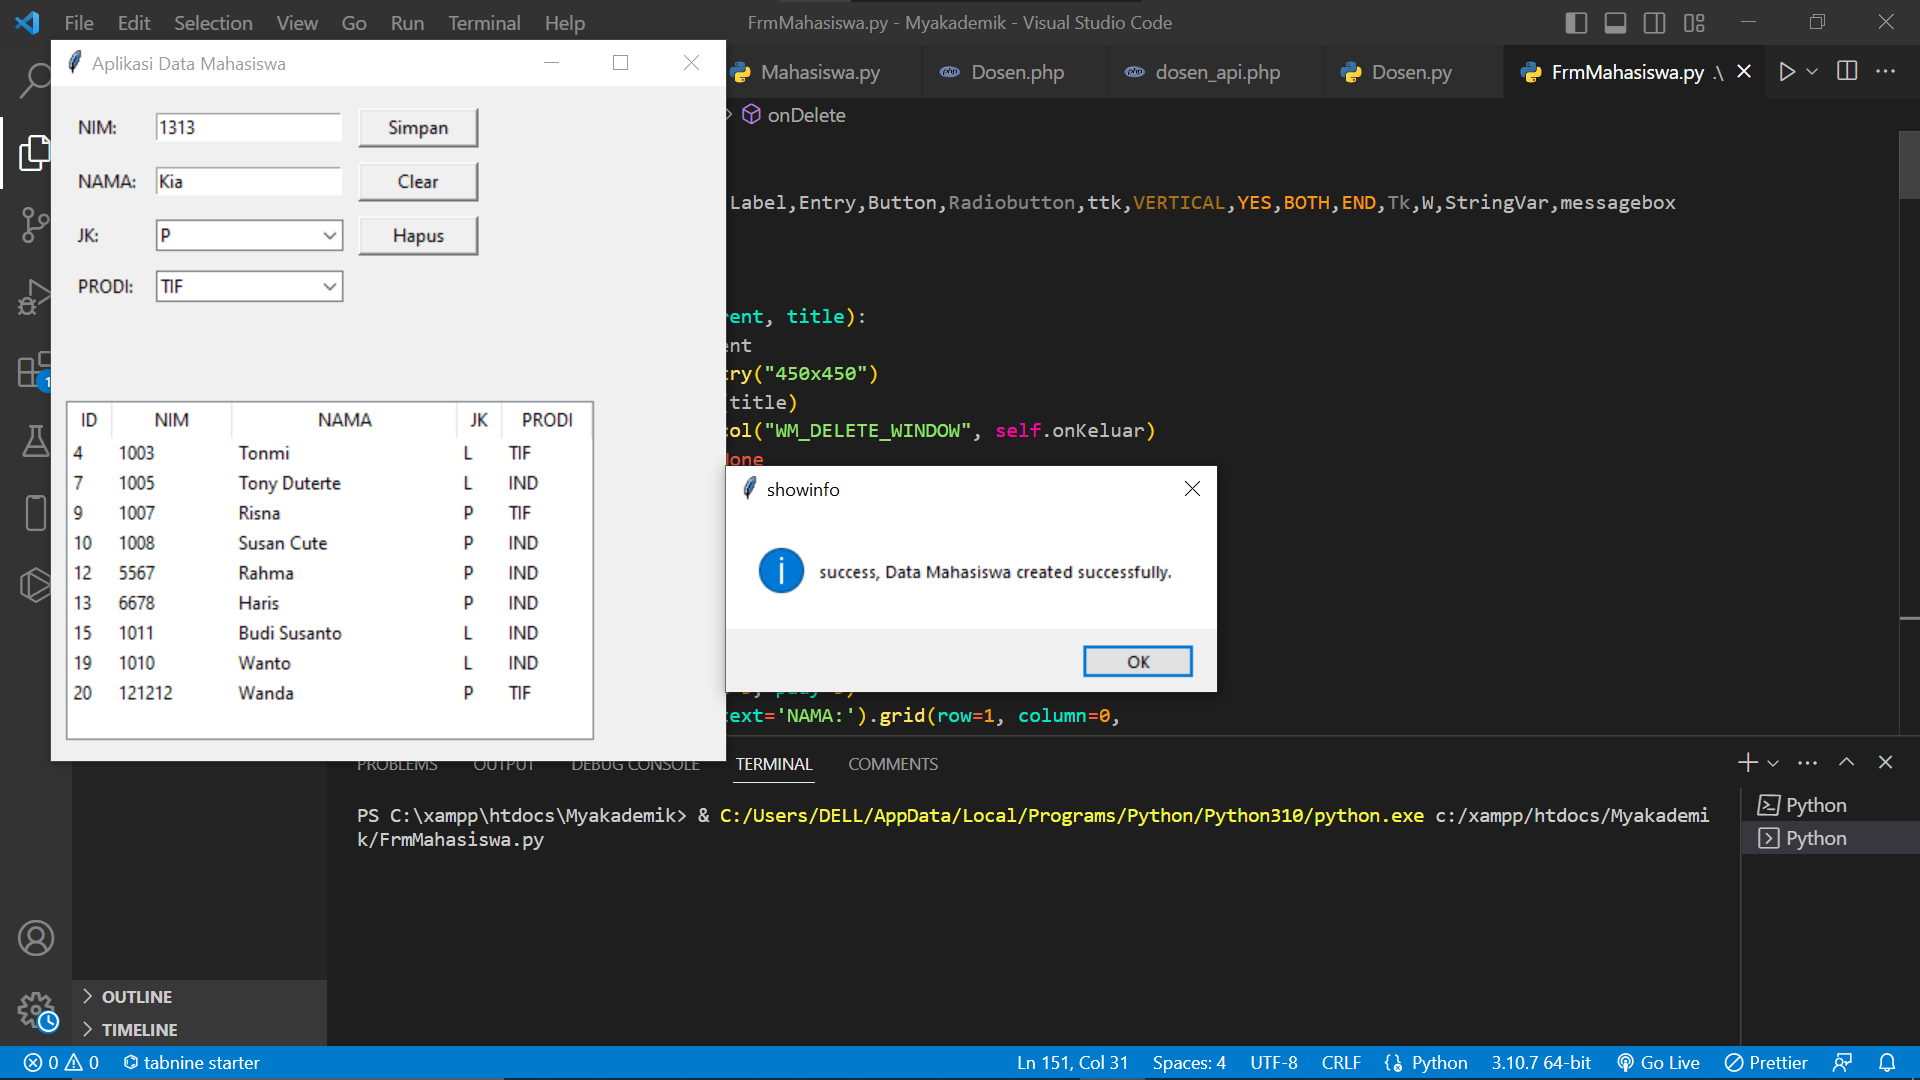 File Edit Selection View Go Run Terminal Help
FrmMahasiswa.py - Myakademik - Visual Studio Code
Aplikasi Data Mahasiswa
Mahasiswa.py Dosen.php dosen_api.php Dosen.py FrmMahasiswa.py .\
onDelete
NIM: 1313 Simpan
NAMA: Kia Clear
JK: P Hapus
PRODI: TIF
ID NIM NAMA JK PRODI
4 1003 Tonmi L TIF
7 1005 Tony Duterte L IND
9 1007 Risna P TIF
10 1008 Susan Cute P IND
12 5567 Rahma P IND
13 6678 Haris P IND
15 1011 Budi Susanto L IND
19 1010 Wanto L IND
20 121212 Wanda P TIF
Label,Entry,Button,Radiobutton,ttk,VERTICAL,YES,BOTH,END,Tk,W,StringVar,messagebox
ent, title):
nt
ry("450x450")
title)
ol("WM_DELETE_WINDOW", self.onKeluar)
one
showinfo
success, Data Mahasiswa created successfully.
OK
ext='NAMA:').grid(row=1, column=0,
PROBLEMS OUTPUT DEBUG CONSOLE TERMINAL COMMENTS
PS C:\xampp\htdocs\Myakademik> & C:/Users/DELL/AppData/Local/Programs/Python/Python310/python.exe c:/xampp/htdocs/Myakademi
k/FrmMahasiswa.py
Python
Python
1
OUTLINE
TIMELINE
0 0 tabnine starter Ln 151, Col 31 Spaces: 4 UTF-8 CRLF Python 3.10.7 64-bit Go Live Prettier